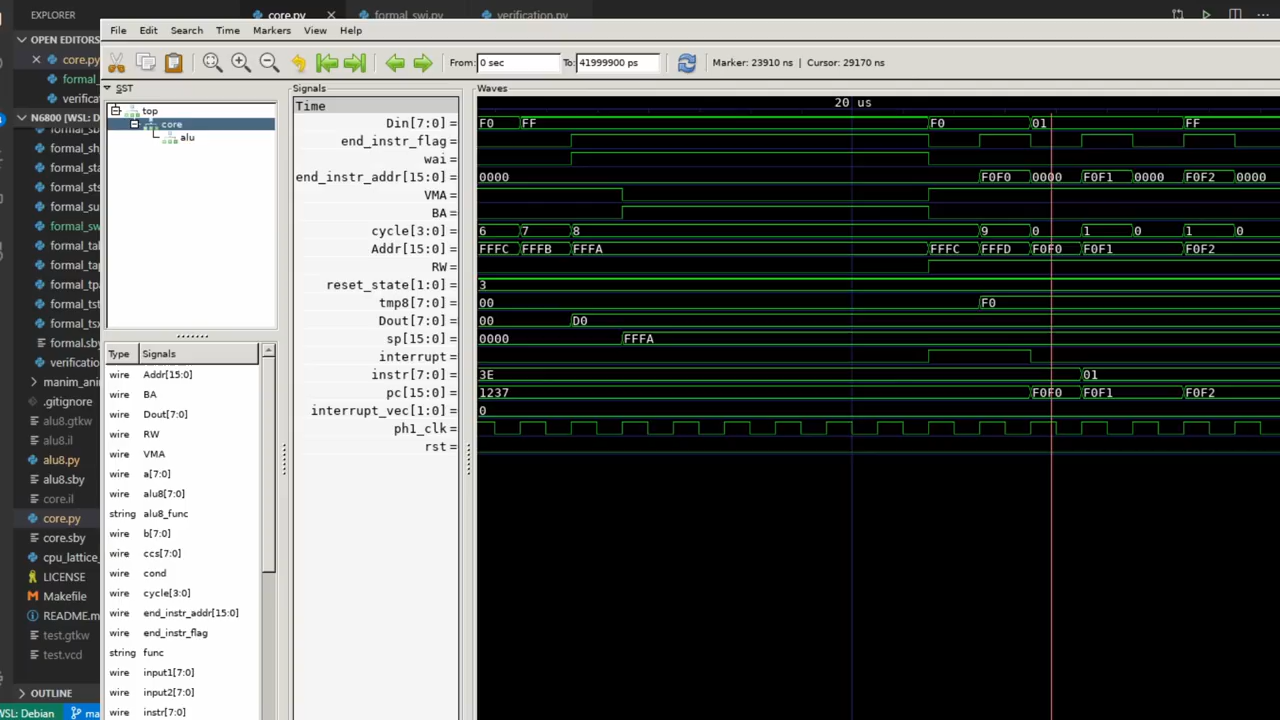 EXPLORER
core.py
formal_swi.py
verification.py
OPEN EDITORS
core.py
formal_
verifica
N6800 [WSL: Deb
formal_sh
formal_sta
formal_sts
formal_su
formal_sw
formal_tal
formal_tap
formal_tpa
formal_tst
formal_tsx
formal.sby
verificatio
manim_ani
.gitignore
alu8.gtkw
alu8.il
alu8.py
alu8.sby
core.il
core.py
core.sby
cpu_lattice_
LICENSE
Makefile
README.m
test.gtkw
test.vcd
OUTLINE
WSL: Debian
ma
File Edit Search Time Markers View Help
From: 0 sec To: 41999900 ps Marker: 23910 ns | Cursor: 29170 ns
SST
top
core
alu
Type Signals
wire Addr[15:0]
wire BA
wire Dout[7:0]
wire RW
wire VMA
wire a[7:0]
wire alu8[7:0]
string alu8_func
wire b[7:0]
wire ccs[7:0]
wire cond
wire cycle[3:0]
wire end_instr_addr[15:0]
wire end_instr_flag
string func
wire input1[7:0]
wire input2[7:0]
wire instr[7:0]
Signals
Waves
Time
20 us
Din[7:0] = F0 FF F0 01 FF
end_instr_flag =
wai =
end_instr_addr[15:0] = 0000 F0F0 0000 F0F1 0000 F0F2 0000
VMA =
BA =
cycle[3:0] = 6 7 8 9 0 1 0 1 0
Addr[15:0] = FFFC FFFB FFFA FFFC FFFD F0F0 F0F1 F0F2
RW =
reset_state[1:0] = 3
tmp8[7:0] = 00 F0
Dout[7:0] = 00 D0
sp[15:0] = 0000 FFFA
interrupt =
instr[7:0] = 3E 01
pc[15:0] = 1237 F0F0 F0F1 F0F2
interrupt_vec[1:0] = 0
ph1_clk =
rst =